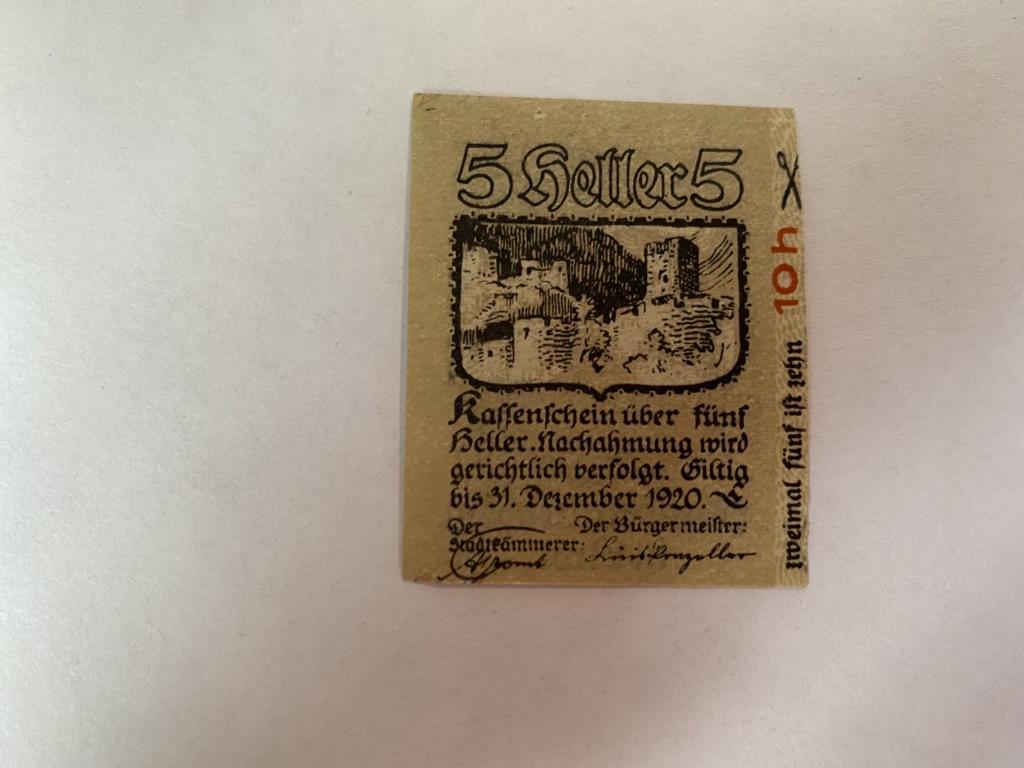 5 Heller 5
Kassenschein über fünf
Heller. Nachahmung wird
gerichtlich verfolgt. Giltig
bis 31. Dezember 1920.
Der
Stadtkämmerer:
Der Bürgermeister:
zweimal fünf ist zehn 10 h